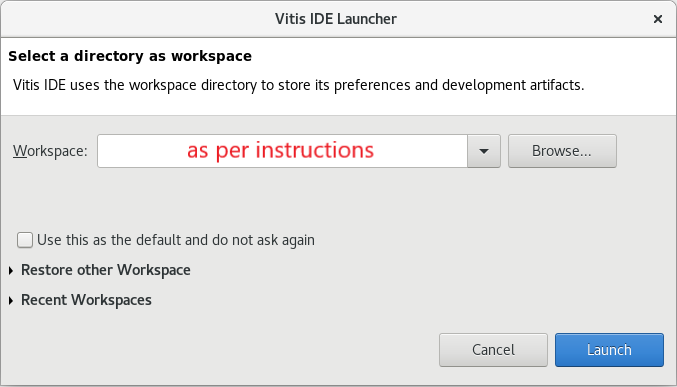 Vitis IDE Launcher
Select a directory as workspace
Vitis IDE uses the workspace directory to store its preferences and development artifacts.
Workspace: as per instructions Browse...
Use this as the default and do not ask again
Restore other Workspace
Recent Workspaces
Cancel Launch